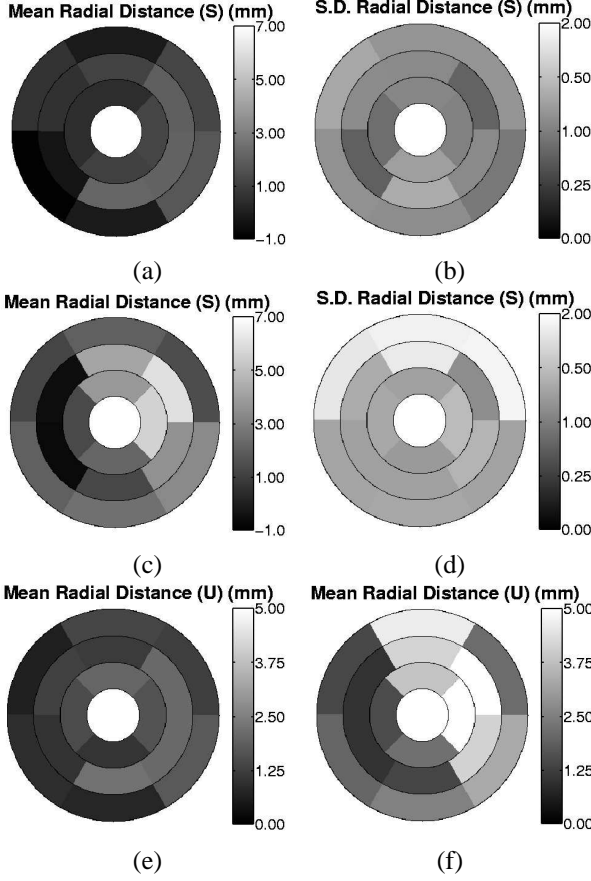 Mean Radial Distance (S) (mm)
7.00
5.00
3.00
1.00
−1.0
(a)
S.D. Radial Distance (S) (mm)
2.00
0.50
1.00
0.25
0.00
(b)
Mean Radial Distance (S) (mm)
7.00
5.00
3.00
1.00
−1.0
(c)
S.D. Radial Distance (S) (mm)
2.00
0.50
1.00
0.25
0.00
(d)
Mean Radial Distance (U) (mm)
5.00
3.75
2.50
1.25
0.00
(e)
Mean Radial Distance (U) (mm)
5.00
3.75
2.50
1.25
0.00
(f)